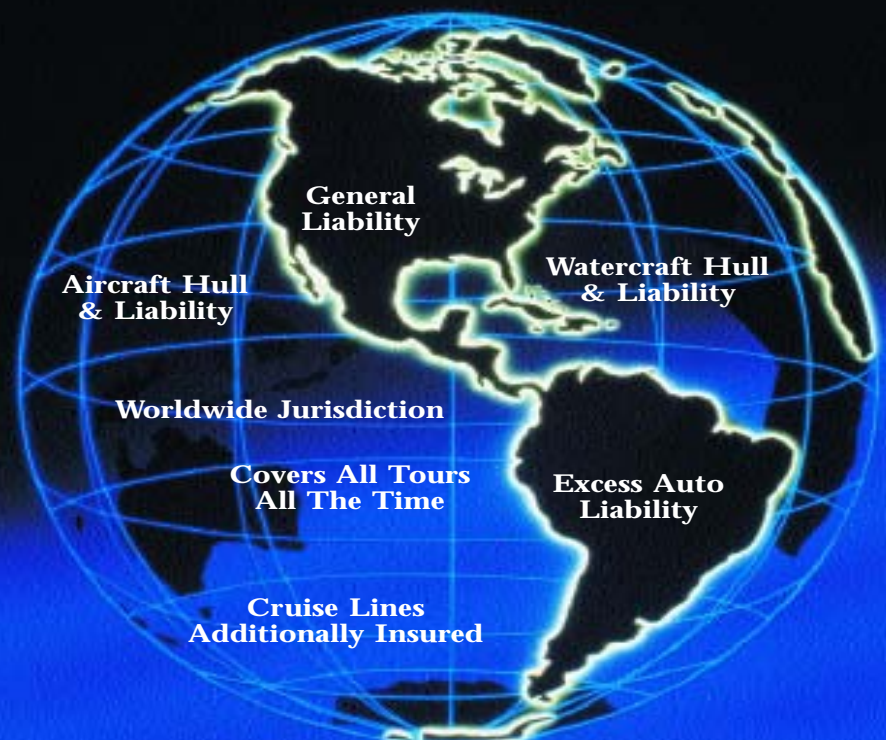 General
Liability
Aircraft Hull
& Liability
Watercraft Hull
& Liability
Worldwide Jurisdiction
Covers All Tours
All The Time
Excess Auto
Liability
Cruise Lines
Additionally Insured